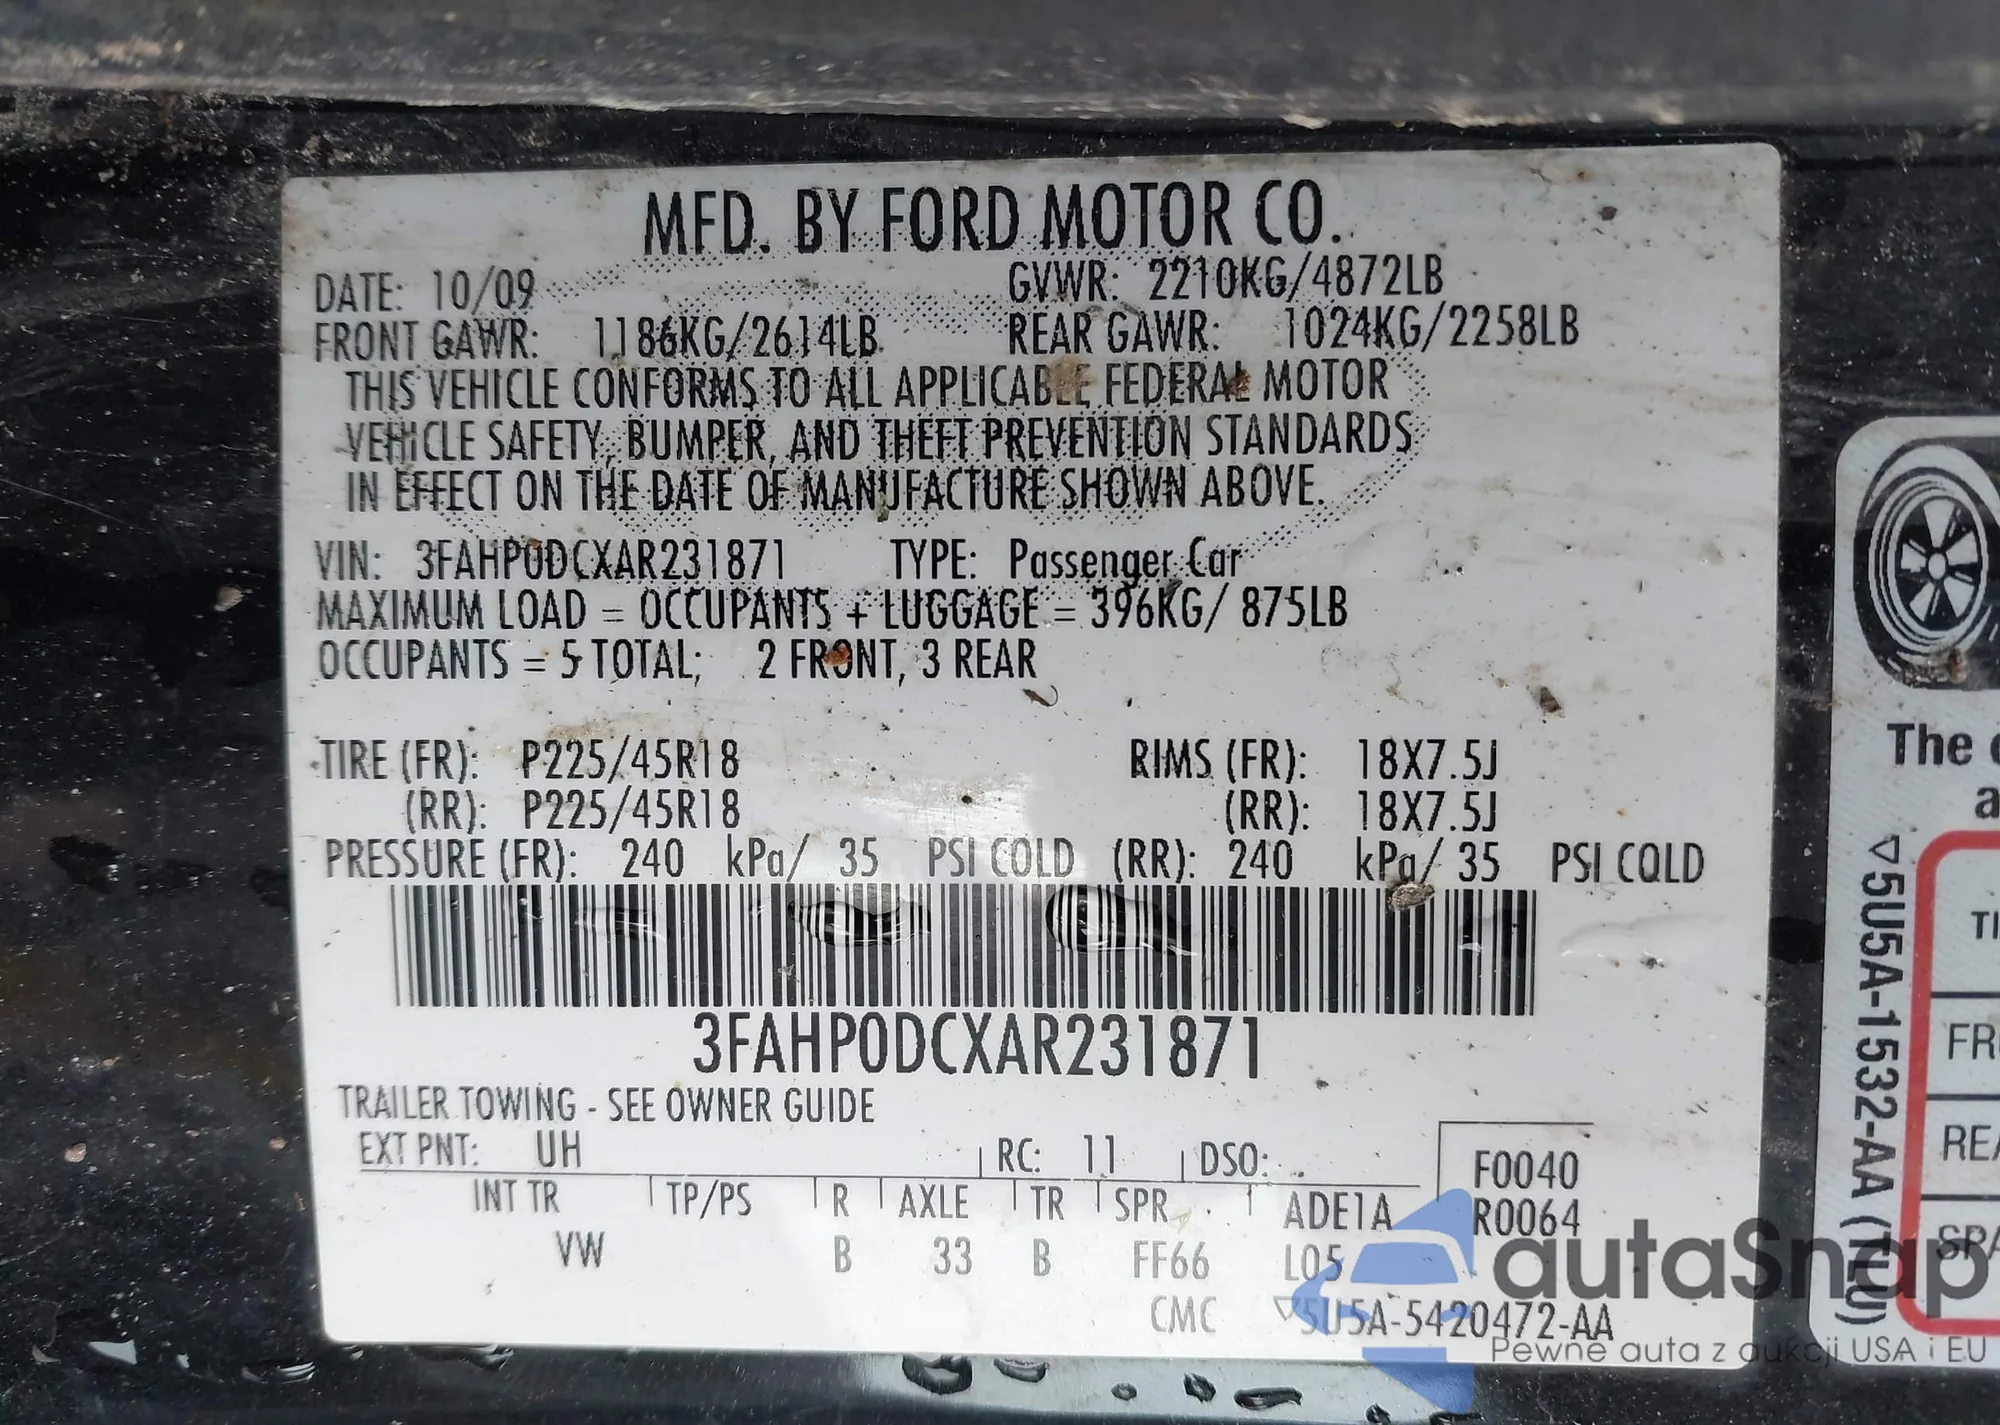 MFD. BY FORD MOTOR CO.
DATE: 10/09 GVWR: 2210KG/4872LB
FRONT GAWR: 1186KG/2614LB REAR GAWR: 1024KG/2258LB
THIS VEHICLE CONFORMS TO ALL APPLICABLE FEDERAL MOTOR
VEHICLE SAFETY, BUMPER, AND THEFT PREVENTION STANDARDS
IN EFFECT ON THE DATE OF MANUFACTURE SHOWN ABOVE.
VIN: 3FAHP0DCXAR231871 TYPE: Passenger Car
MAXIMUM LOAD = OCCUPANTS + LUGGAGE = 396KG/ 875LB
OCCUPANTS = 5 TOTAL; 2 FRONT, 3 REAR
TIRE (FR): P225/45R18 RIMS (FR): 18X7.5J
(RR): P225/45R18 (RR): 18X7.5J
PRESSURE (FR): 240 kPa/ 35 PSI COLD (RR): 240 kPa/ 35 PSI COLD
3FAHP0DCXAR231871
TRAILER TOWING - SEE OWNER GUIDE
EXT PNT: UH RC: 11 DSO: F0040
INT TR TP/PS R AXLE TR SPR ADE1A R0064
VW B 33 B FF66 L05
CMC ▽5U5A-5420472-AA
The
a
▽5U5A-1532-AA (TLU)
TI
FR
REA
SPA
autaSnap
Pewne auta z aukcji USA i EU